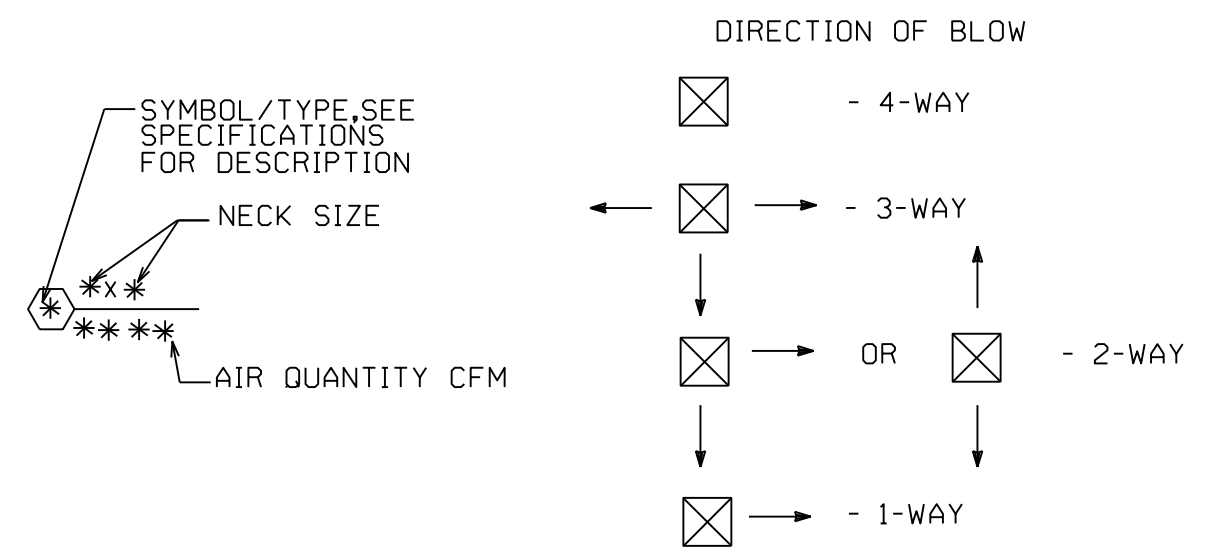 DIRECTION OF BLOW
SYMBOL/TYPE,SEE
SPECIFICATIONS
FOR DESCRIPTION
NECK SIZE
*X*
*
****
AIR QUANTITY CFM
- 4-WAY
- 3-WAY
OR
- 2-WAY
- 1-WAY